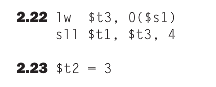 2.22 lw $t3, 0($s1)
sll $t1, $t3, 4
2.23 $t2 = 3